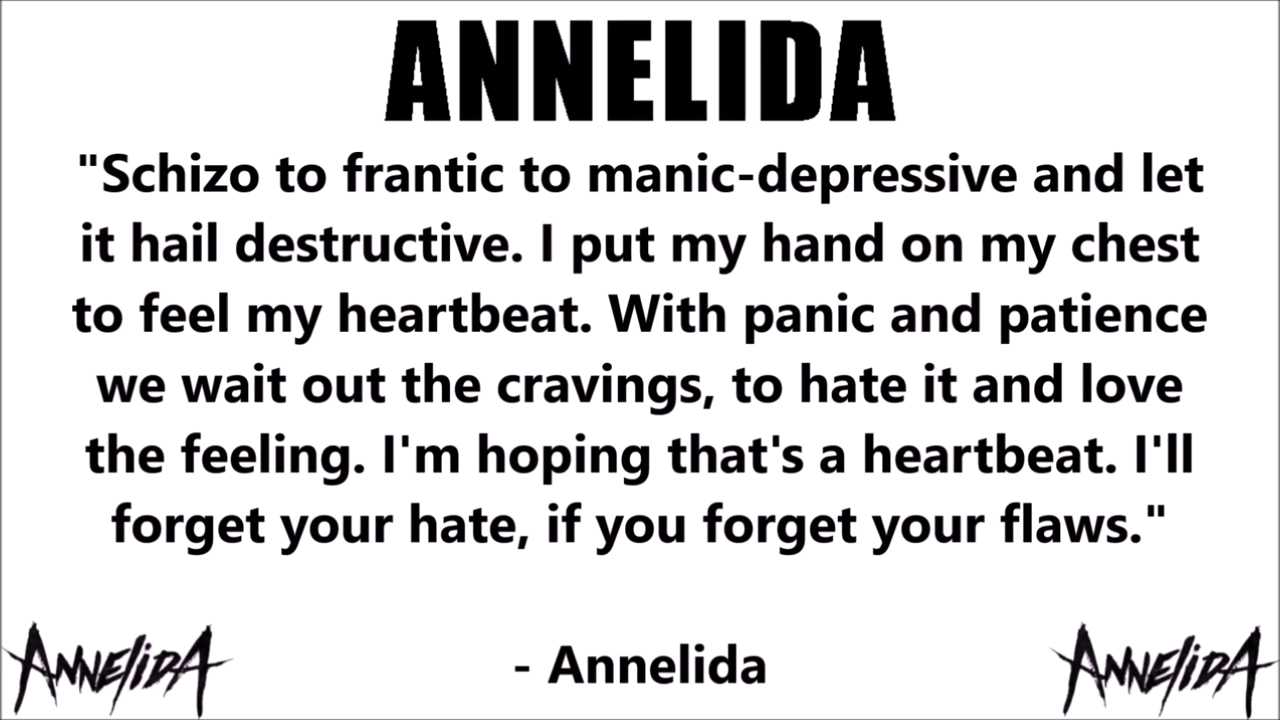 ANNELIDA
"Schizo to frantic to manic-depressive and let
it hail destructive. I put my hand on my chest
to feel my heartbeat. With panic and patience
we wait out the cravings, to hate it and love
the feeling. I'm hoping that's a heartbeat. I'll
forget your hate, if you forget your flaws."
ANNELIDA
- Annelida
ANNELIDA